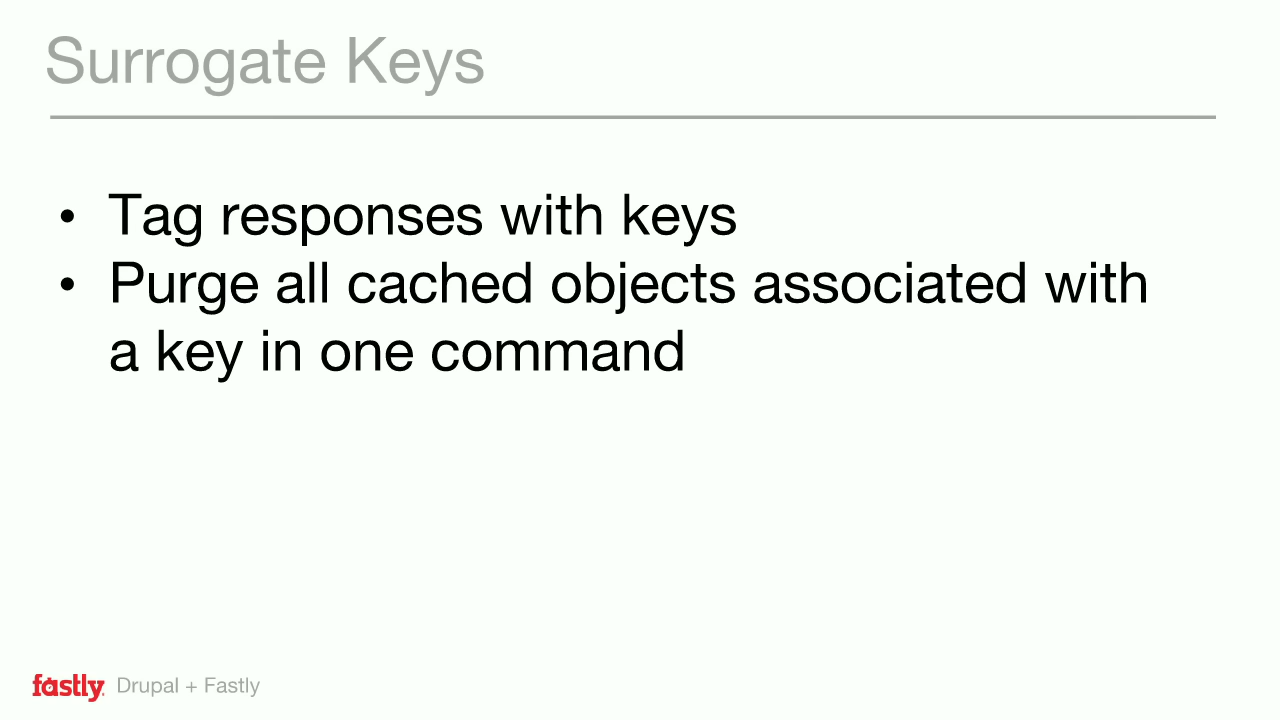 Surrogate Keys
• Tag responses with keys
• Purge all cached objects associated with
a key in one command
fastly Drupal + Fastly